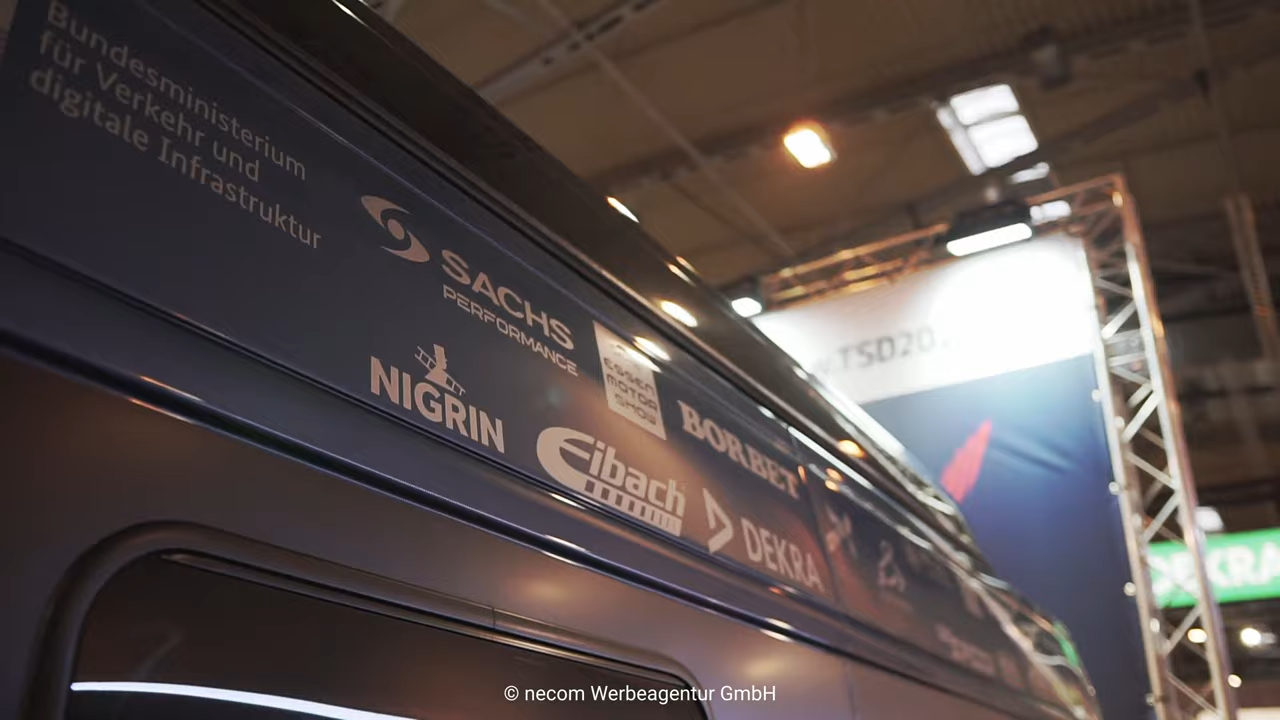 Bundesministerium
für Verkehr und
digitale Infrastruktur
SACHS
PERFORMANCE
NIGRIN
ESSEN
MOTOR
SHOW
BORBET
Eibach
DEKRA
.TSD20
DEKRA
© necom Werbeagentur GmbH